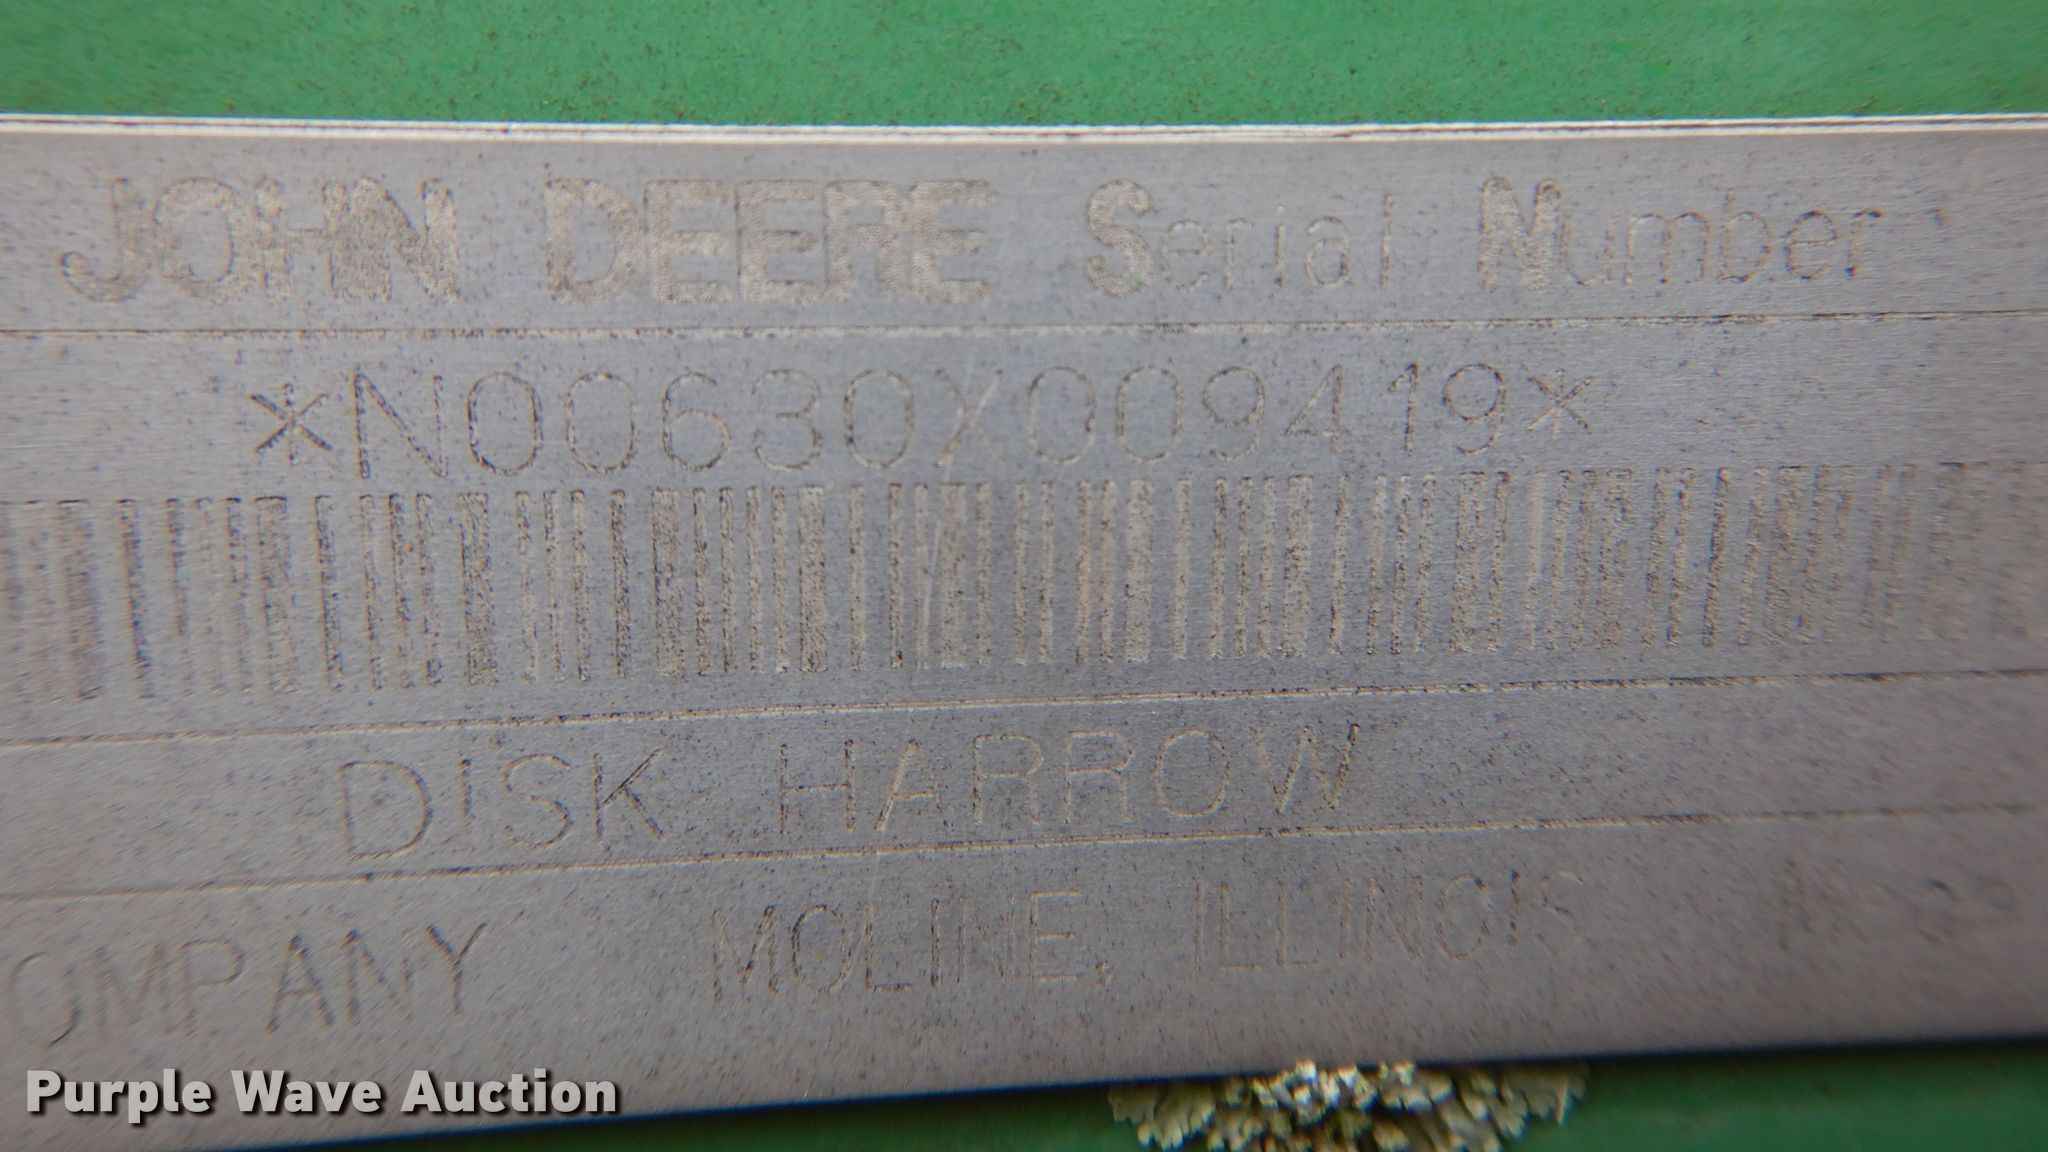 JOHN DEERE Serial Number
*N00630X009419*
DISK HARROW
OMPANY MOLINE, ILLINOIS
Purple Wave Auction